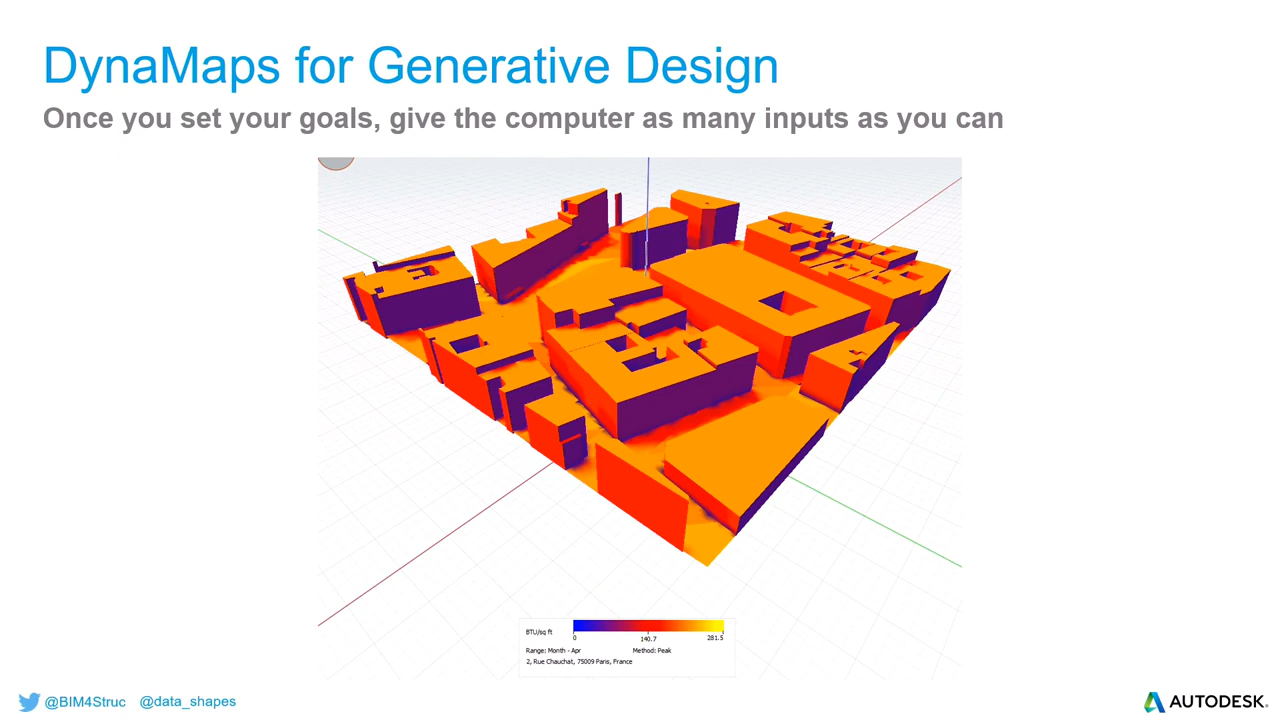 DynaMaps for Generative Design
Once you set your goals, give the computer as many inputs as you can
BTU/sq ft
0
140.7
281.5
Range: Month - Apr
Method: Peak
2, Rue Chauchat, 75009 Paris, France
@BIM4Struc
@data_shapes
AUTODESK.